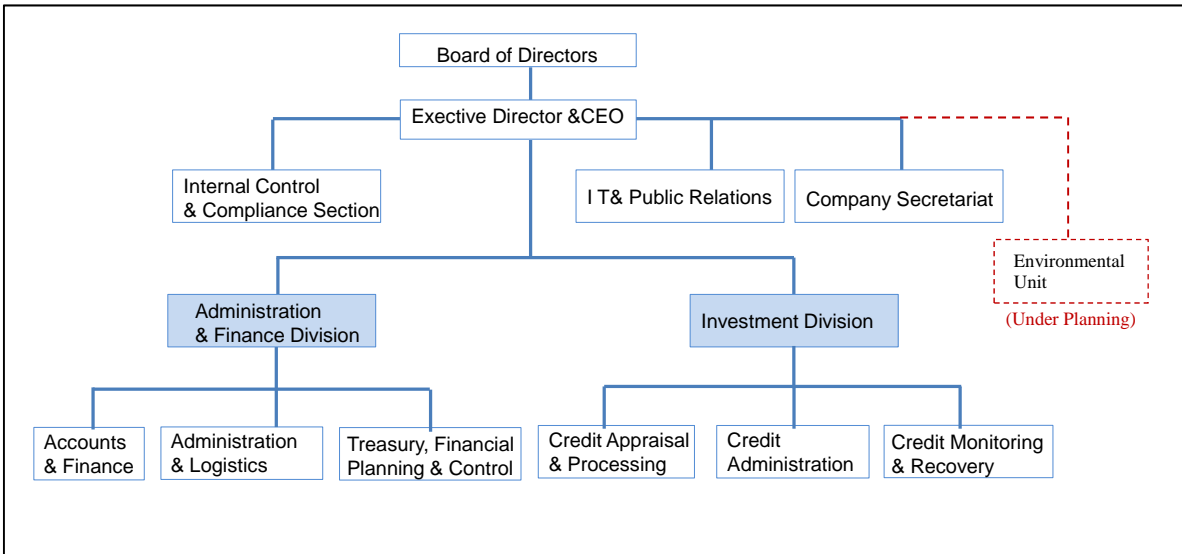 Board of Directors
Exective Director &CEO
Internal Control
& Compliance Section
I T& Public Relations
Company Secretariat
Environmental
Unit
(Under Planning)
Administration
& Finance Division
Investment Division
Accounts
& Finance
Administration
& Logistics
Treasury, Financial
Planning & Control
Credit Appraisal
& Processing
Credit
Administration
Credit Monitoring
& Recovery